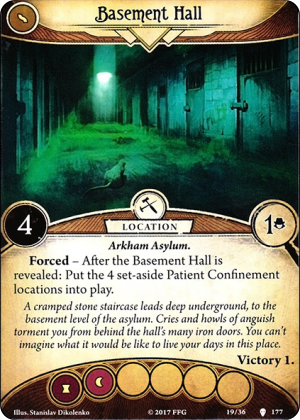 Basement Hall
4
LOCATION
1
Arkham Asylum.
Forced – After the Basement Hall is
revealed: Put the 4 set-aside Patient Confinement
locations into play.
A cramped stone staircase leads deep underground, to the
basement level of the asylum. Cries and howls of anguish
torment you from behind the hall's many iron doors. You can't
imagine what it would be like to live your days in this place.
Victory 1.
Illus. Stanislav Dikolenko
© 2017 FFG
19/36
177